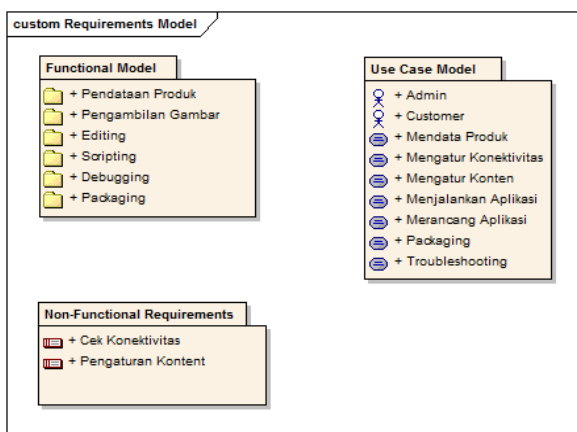 custom Requirements Model
Functional Model
+ Pendataan Produk
+ Pengambilan Gambar
+ Editing
+ Scripting
+ Debugging
+ Packaging
Use Case Model
+ Admin
+ Customer
+ Mendata Produk
+ Mengatur Konektivitas
+ Mengatur Konten
+ Menjalankan Aplikasi
+ Merancang Aplikasi
+ Packaging
+ Troubleshooting
Non-Functional Requirements
+ Cek Konektivitas
+ Pengaturan Kontent